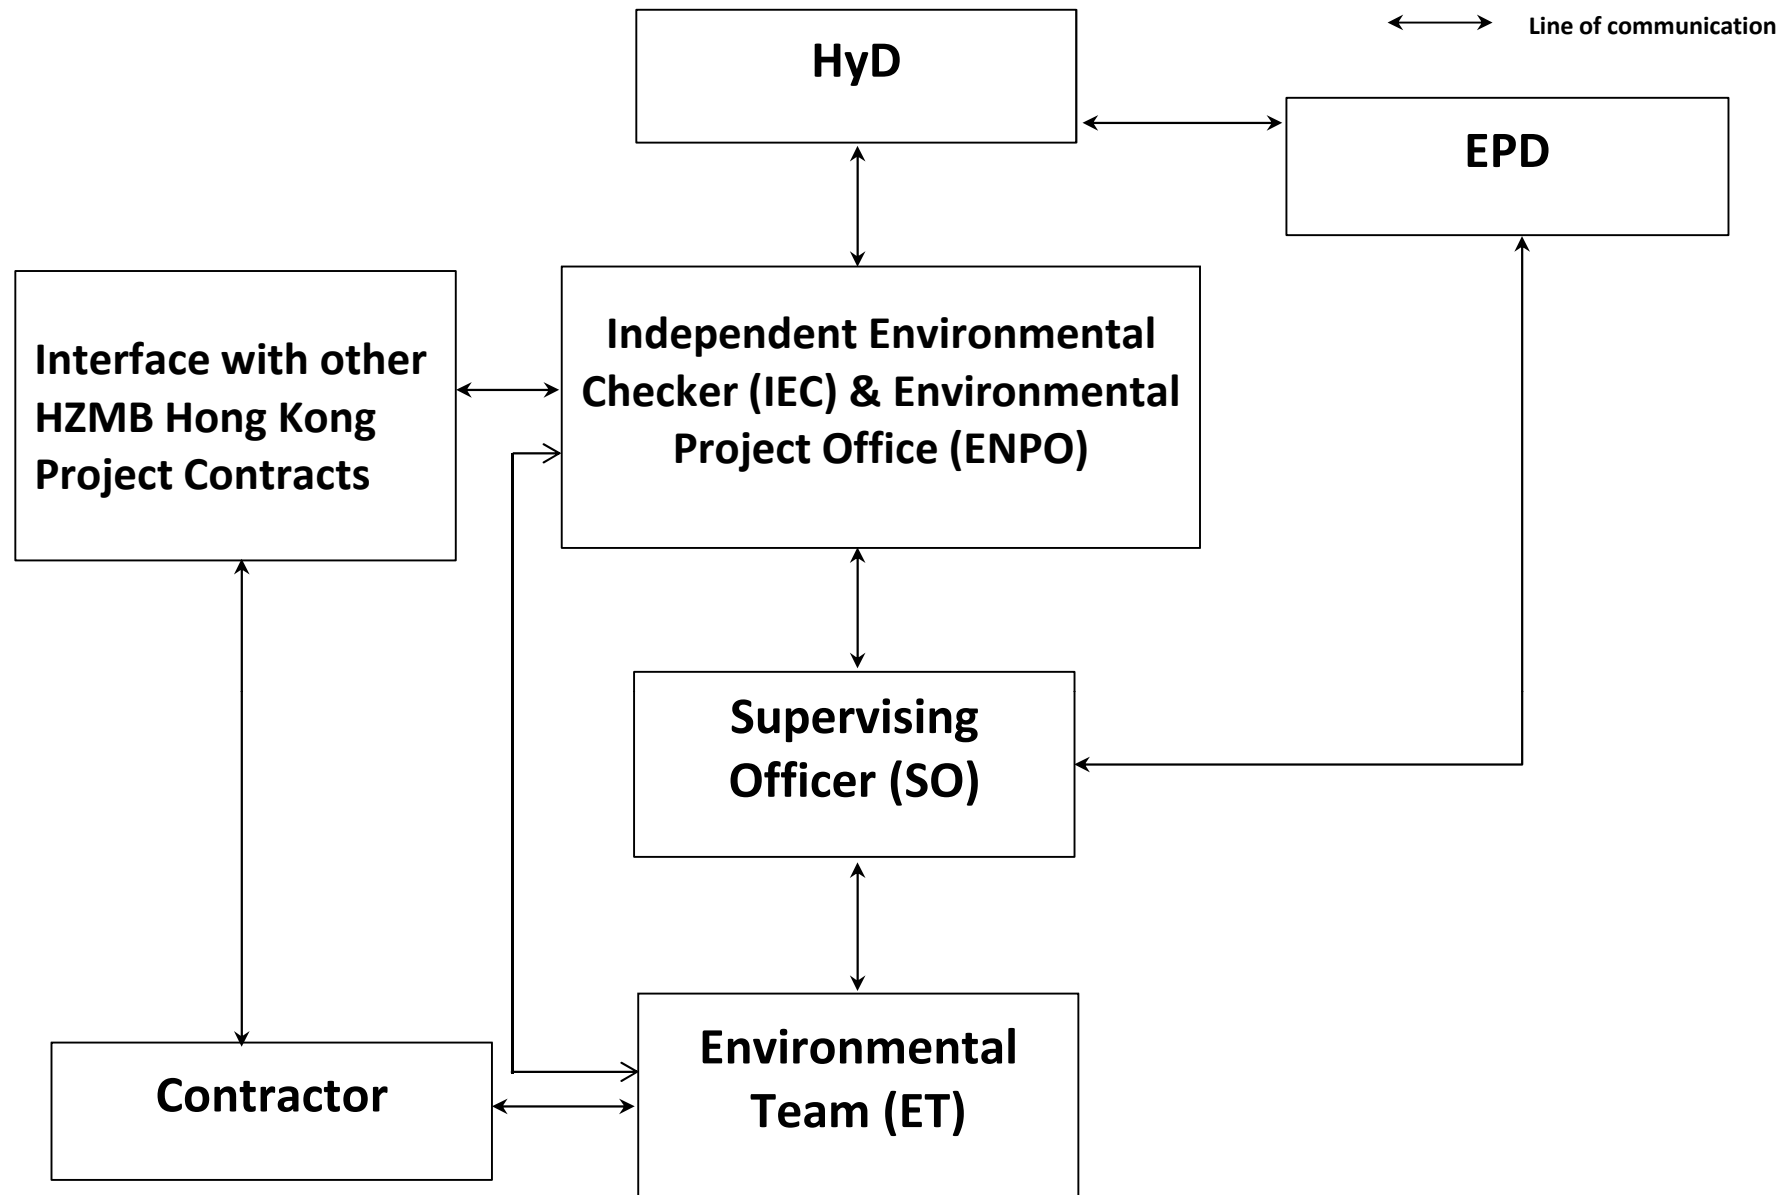 Line of communication
HyD
EPD
Independent Environmental
Checker (IEC) & Environmental
Project Office (ENPO)
Interface with other
HZMB Hong Kong
Project Contracts
Supervising
Officer (SO)
Environmental
Team (ET)
Contractor